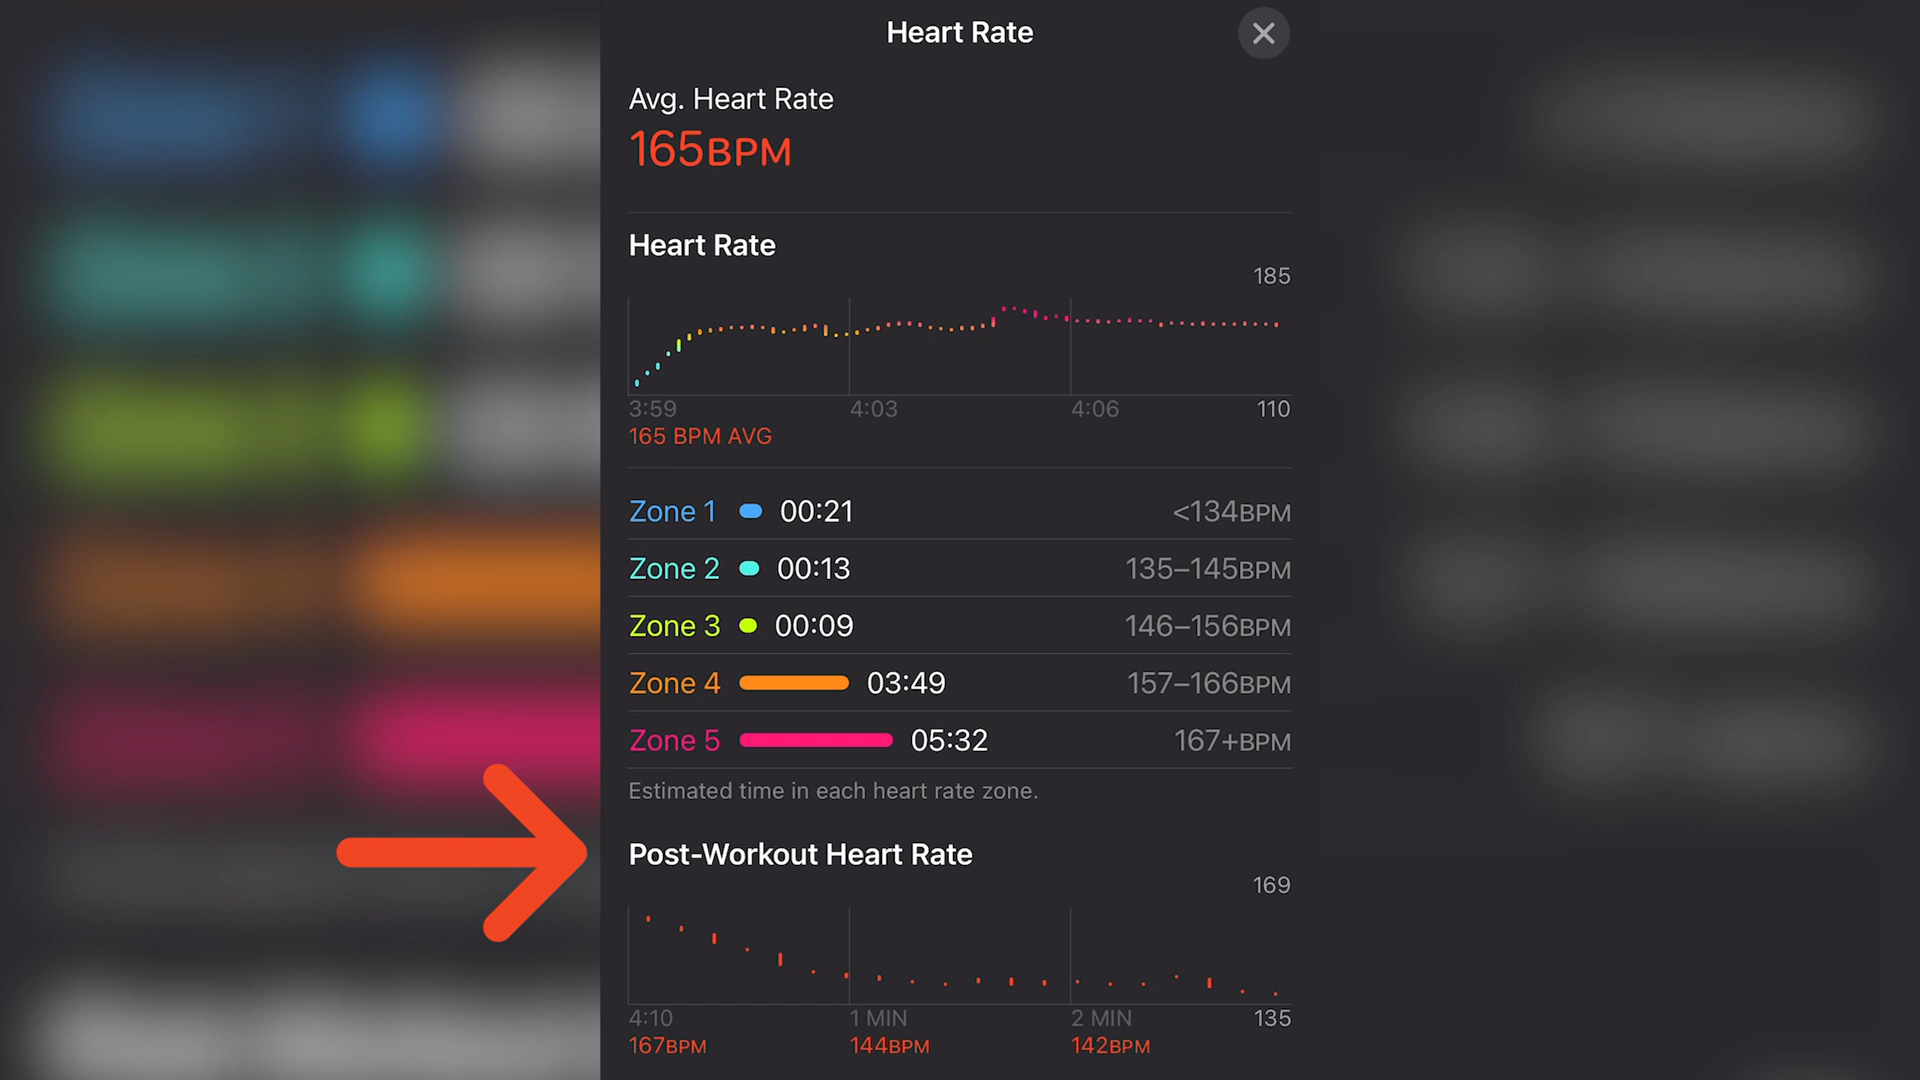 Heart Rate
Avg. Heart Rate
165BPM
Heart Rate
185
3:59 4:03 4:06 110
165 BPM AVG
Zone 1 00:21 <134BPM
Zone 2 00:13 135–145BPM
Zone 3 00:09 146–156BPM
Zone 4 03:49 157–166BPM
Zone 5 05:32 167+BPM
Estimated time in each heart rate zone.
Post-Workout Heart Rate
169
4:10 1 MIN 2 MIN 135
167BPM 144BPM 142BPM